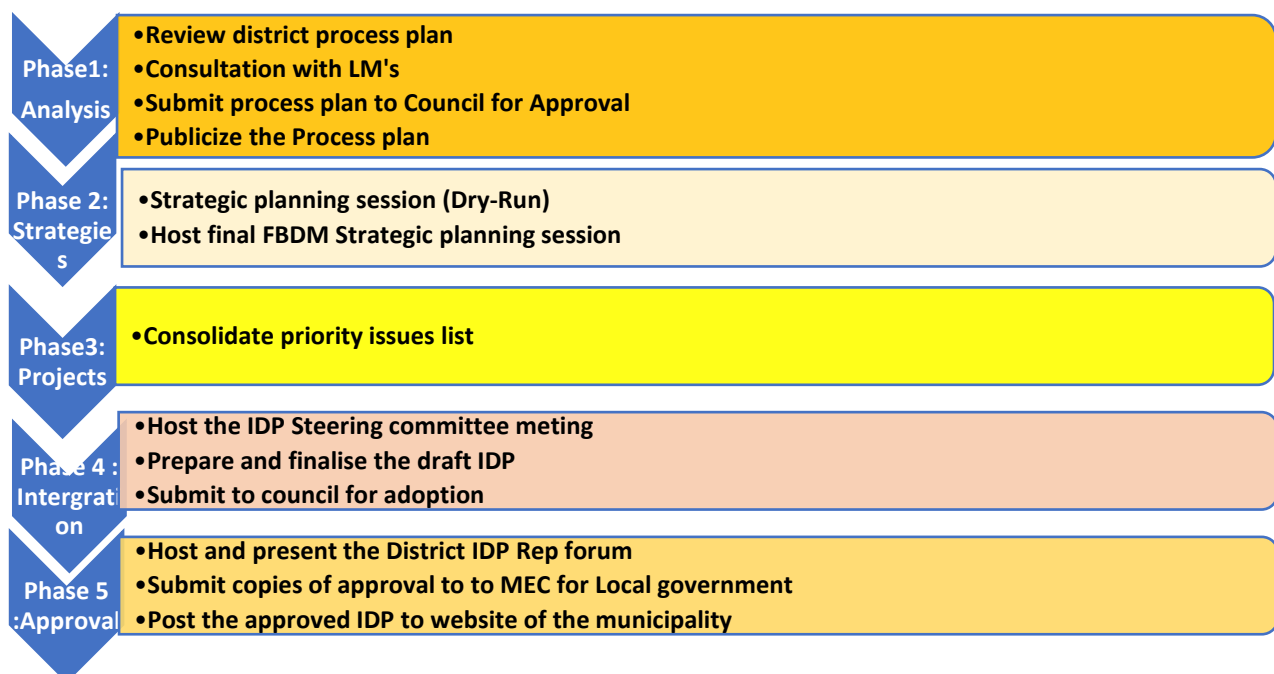 Phase1:
Analysis
•Review district process plan
•Consultation with LM's
•Submit process plan to Council for Approval
•Publicize the Process plan
Phase 2:
Strategie
s
•Strategic planning session (Dry-Run)
•Host final FBDM Strategic planning session
Phase3:
Projects
•Consolidate priority issues list
Phase 4 :
Intergrati
on
•Host the IDP Steering committee meting
•Prepare and finalise the draft IDP
•Submit to council for adoption
Phase 5
:Approval
•Host and present the District IDP Rep forum
•Submit copies of approval to to MEC for Local government
•Post the approved IDP to website of the municipality